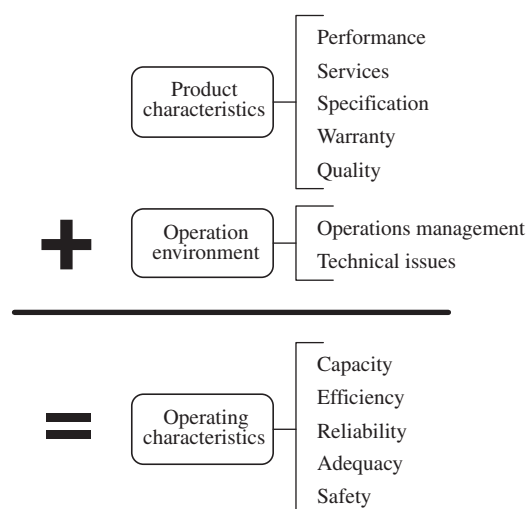 Product
characteristics
Performance
Services
Specification
Warranty
Quality
+
Operation
environment
Operations management
Technical issues
=
Operating
characteristics
Capacity
Efficiency
Reliability
Adequacy
Safety